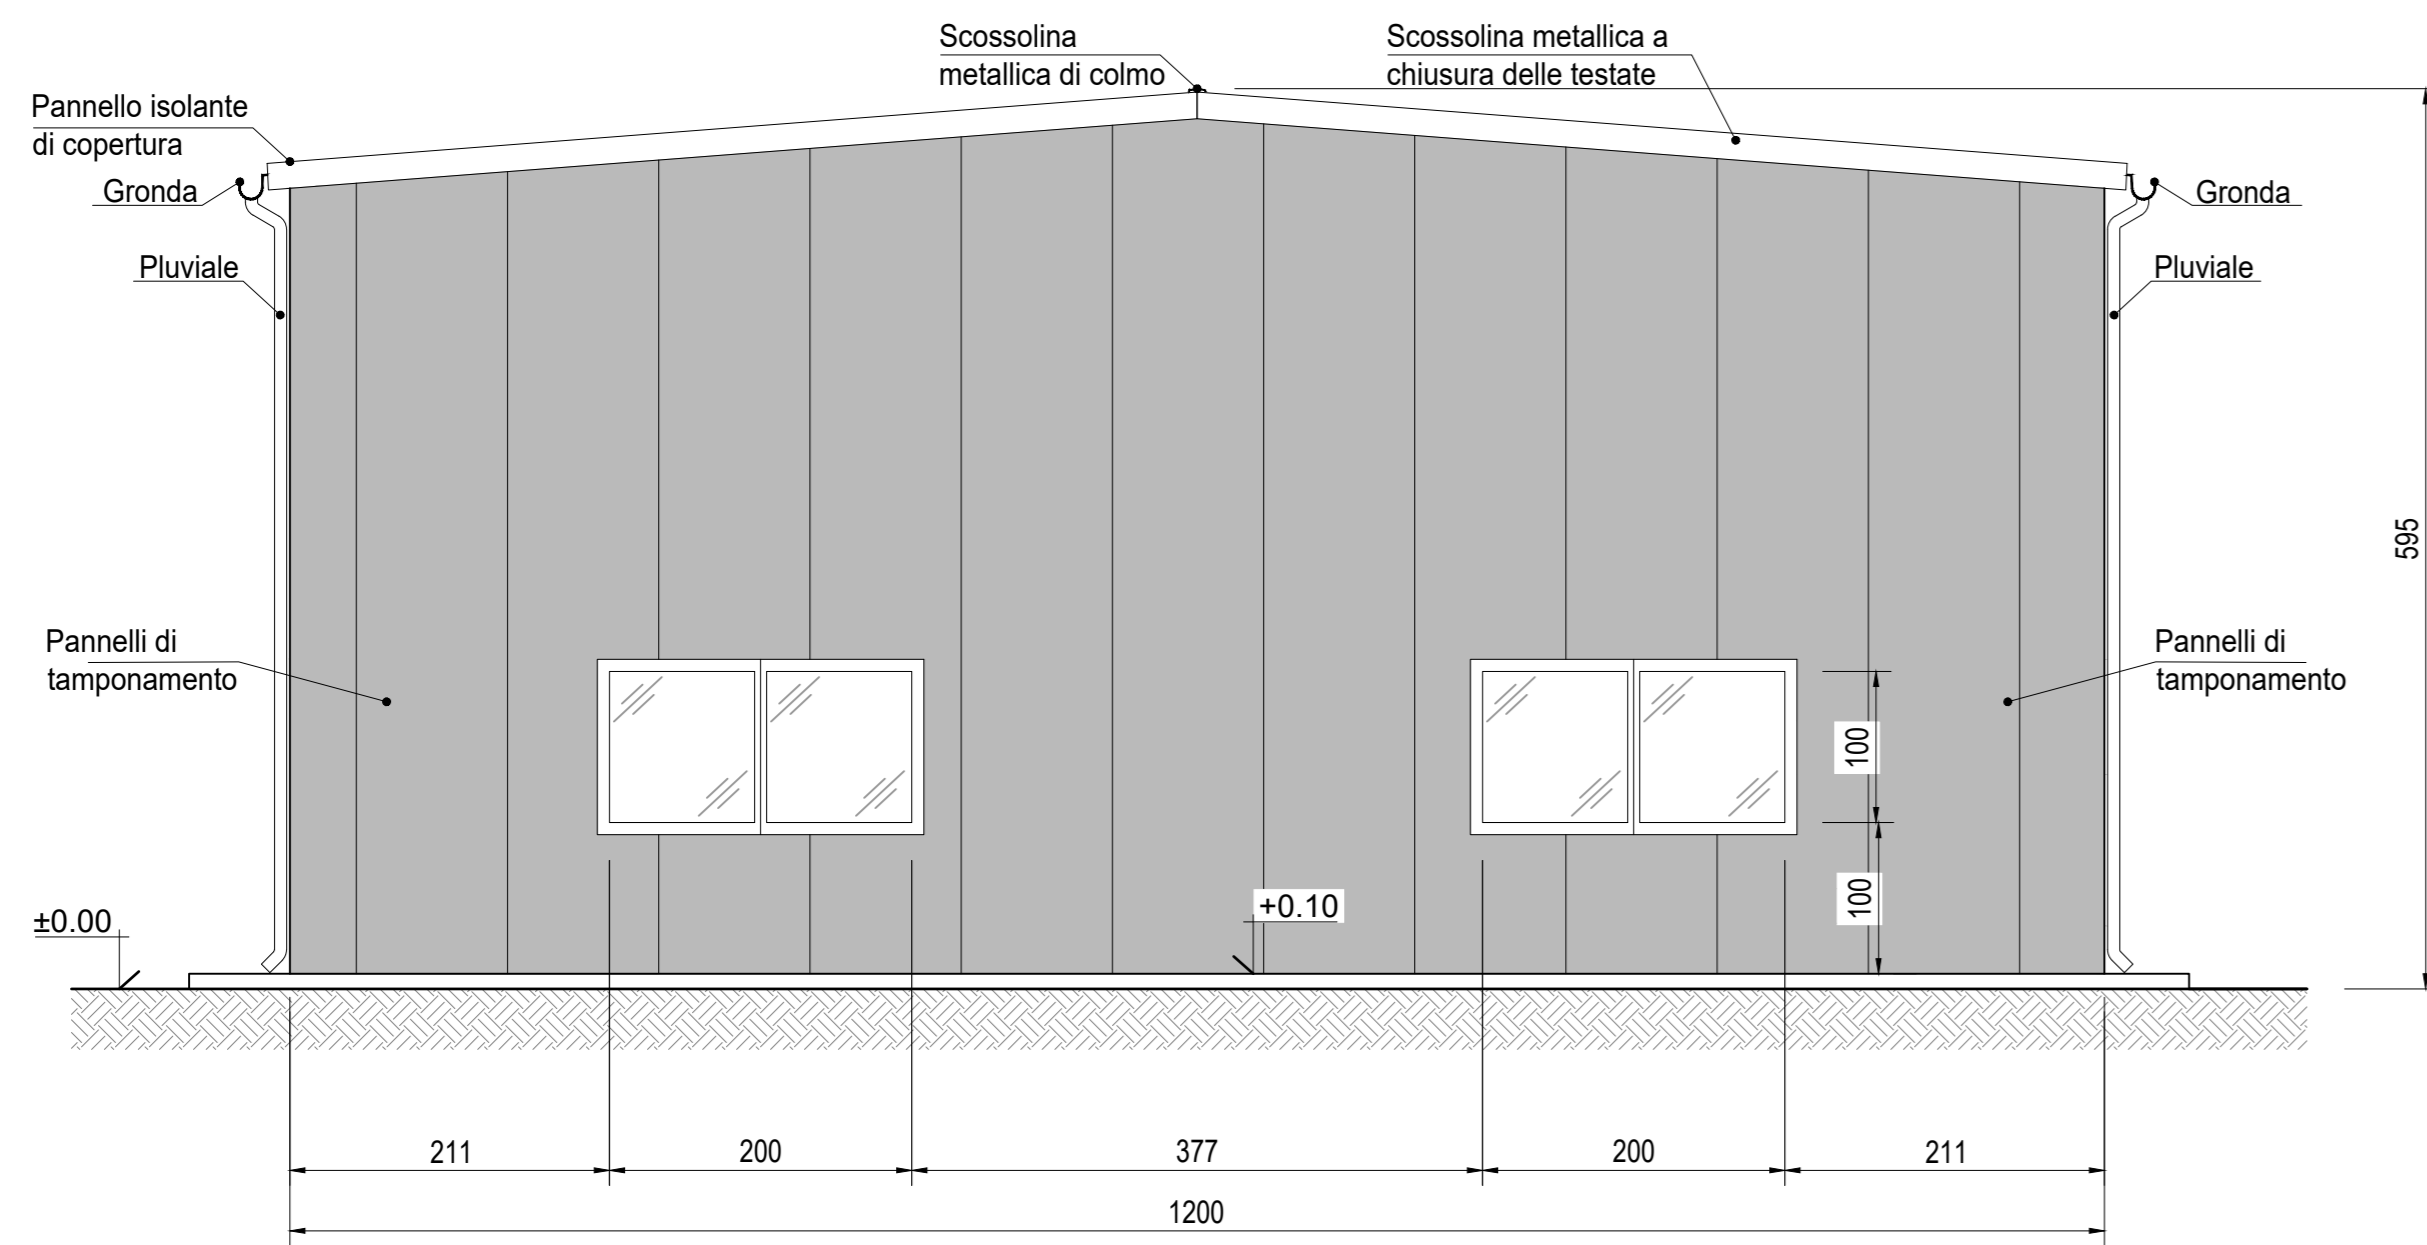 Scossolina
metallica di colmo
Scossolina metallica a
chiusura delle testate
Pannello isolante
di copertura
Gronda
Gronda
Pluviale
Pluviale
595
Pannelli di
tamponamento
Pannelli di
tamponamento
100
100
+0.10
±0.00
211
200
377
200
211
1200